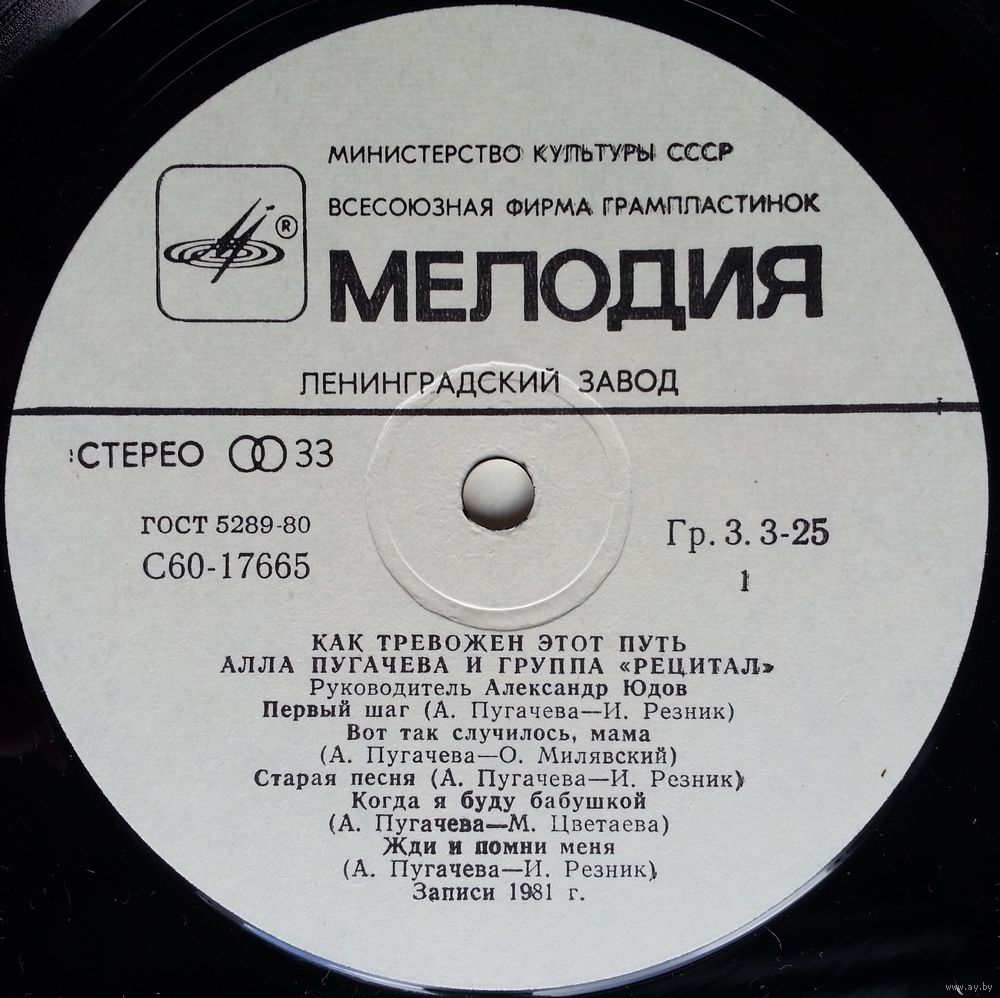 МИНИСТЕРСТВО КУЛЬТУРЫ СССР
ВСЕСОЮЗНАЯ ФИРМА ГРАМПЛАСТИНОК
®
МЕЛОДИЯ
ЛЕНИНГРАДСКИЙ ЗАВОД
СТЕРЕО 33
ГОСТ 5289-80
С60-17665
Гр. 3. 3-25
1
КАК ТРЕВОЖЕН ЭТОТ ПУТЬ
АЛЛА ПУГАЧЕВА И ГРУППА «РЕЦИТАЛ»
Руководитель Александр Юдов
Первый шаг (А. Пугачева—И. Резник)
Вот так случилось, мама
(А. Пугачева—О. Милявский)
Старая песня (А. Пугачева—И. Резник)
Когда я буду бабушкой
(А. Пугачева—М. Цветаева)
Жди и помни меня
(А. Пугачева—И. Резник)
Записи 1981 г.
www.ay.by